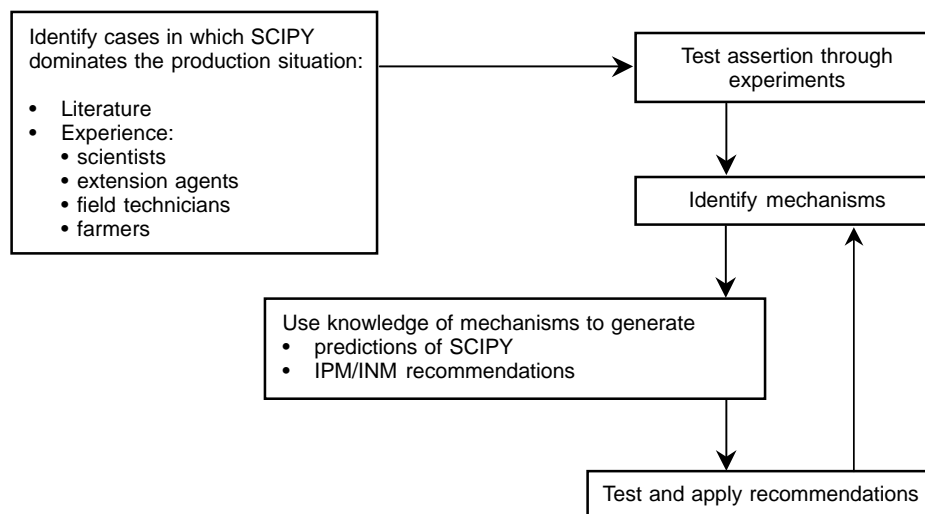 Identify cases in which SCIPY
dominates the production situation:
• Literature
• Experience:
• scientists
• extension agents
• field technicians
• farmers
Test assertion through
experiments
Identify mechanisms
Use knowledge of mechanisms to generate
• predictions of SCIPY
• IPM/INM recommendations
Test and apply recommendations